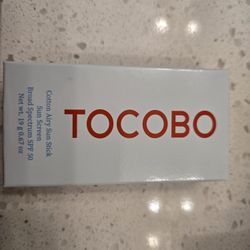 TOCOBO
Cotton Airy Sun Stick
Sun Screen
Broad Spectrum SPF 50
Net wt. 19 g 0.67 oz